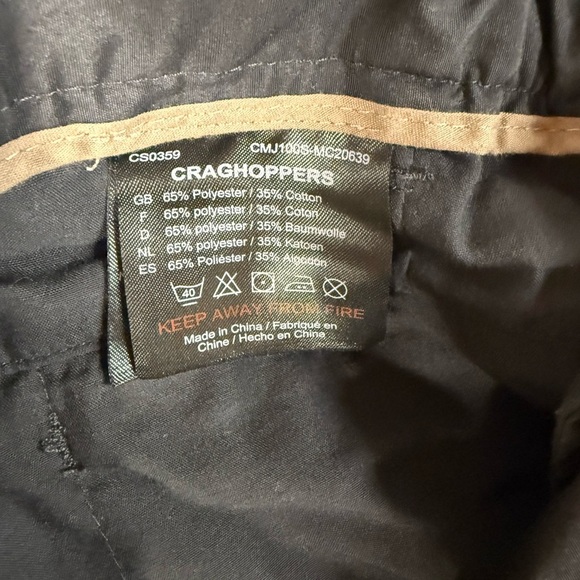 CS0359 CMJ100S-MC20639
CRAGHOPPERS
GB 65% Polyester / 35% Cotton
F 65% polyester / 35% Coton
D 65% polyester / 35% Baumwolle
NL 65% polyester / 35% Katoen
ES 65% Poliéster / 35% Algodon
40
KEEP AWAY FROM FIRE
Made in China / Fabriqué en
Chine / Hecho en China